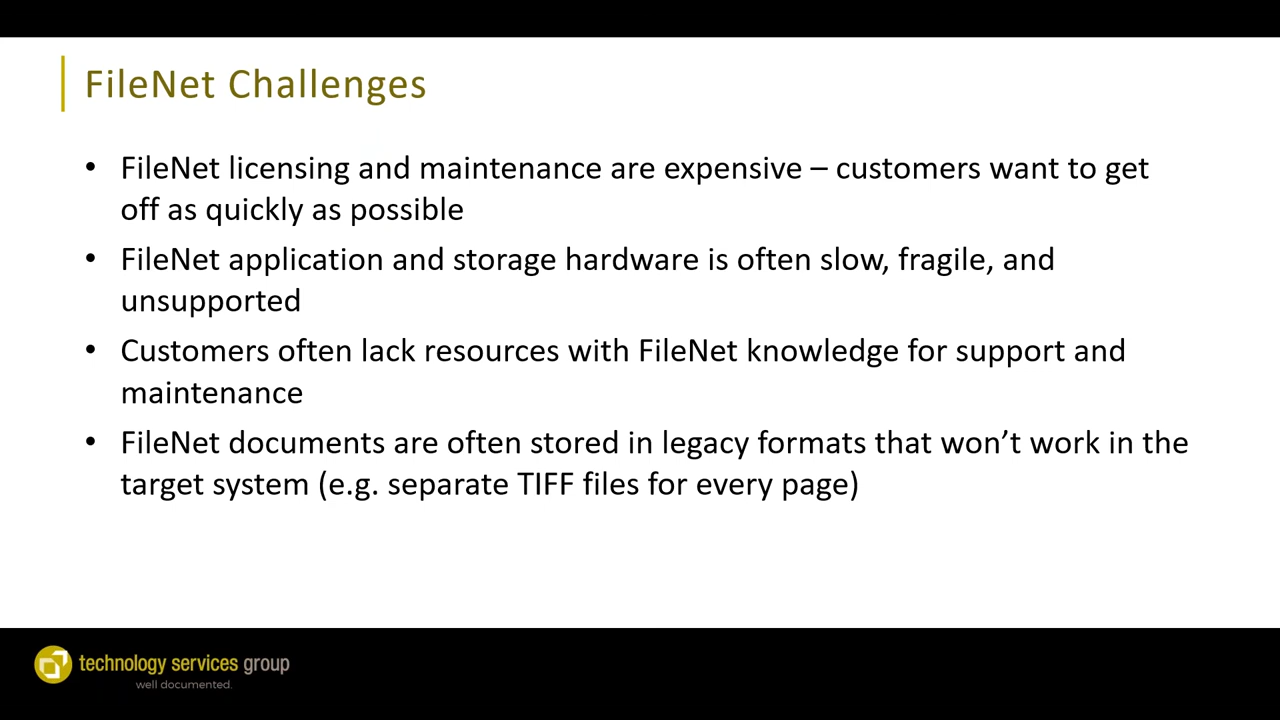 FileNet Challenges
• FileNet licensing and maintenance are expensive – customers want to get
off as quickly as possible
• FileNet application and storage hardware is often slow, fragile, and
unsupported
• Customers often lack resources with FileNet knowledge for support and
maintenance
• FileNet documents are often stored in legacy formats that won’t work in the
target system (e.g. separate TIFF files for every page)
technology services group
well documented.